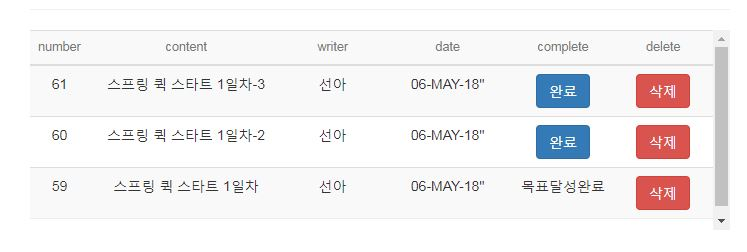 number content writer date complete delete
61 스프링 퀵 스타트 1일차-3 선아 06-MAY-18" 완료 삭제
60 스프링 퀵 스타트 1일차-2 선아 06-MAY-18" 완료 삭제
59 스프링 퀵 스타트 1일차 선아 06-MAY-18" 목표달성완료 삭제